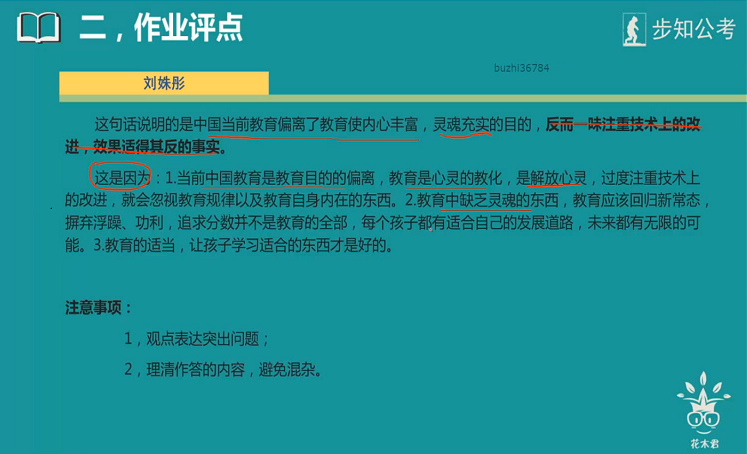 二，作业评点
步知公考
buzhi36784
刘姝彤
这句话说明的是中国当前教育偏离了教育使内心丰富，灵魂充实的目的，反而一味注重技术上的改
进，效果适得其反的事实。
这是因为：1.当前中国教育是教育目的的偏离，教育是心灵的教化，是解放心灵，过度注重技术上
的改进，就会忽视教育规律以及教育自身内在的东西。2.教育中缺乏灵魂的东西，教育应该回归新常态，
摒弃浮躁、功利，追求分数并不是教育的全部，每个孩子都有适合自己的发展道路，未来都有无限的可
能。3.教育的适当，让孩子学习适合的东西才是好的。
注意事项：
1，观点表达突出问题；
2，理清作答的内容，避免混杂。
花木君